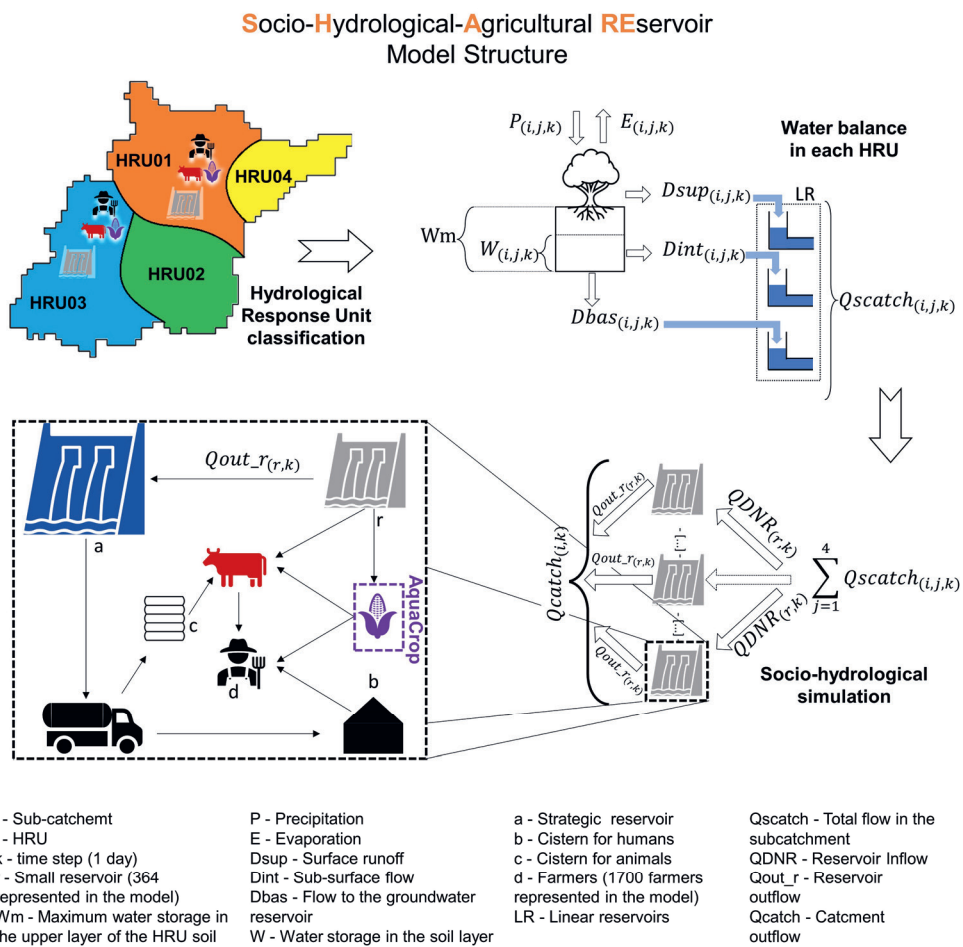 Socio-Hydrological-Agricultural REservoir
Model Structure
HRU01
HRU04
HRU03
HRU02
Hydrological
Response Unit
classification
P(i,j,k)
E(i,j,k)
Water balance
in each HRU
Dsup(i,j,k)
LR
Wm
W(i,j,k)
Dint(i,j,k)
Qscatch(i,j,k)
Dbas(i,j,k)
Qout_r(r,k)
a
r
c
d
b
AquaCrop
Qcatch(i,k)
Qout_r(r,k)
Qout_r(r,k)
Qout_r(r,k)
-[...]-
-[...]-
QDNR(r,k)
QDNR(r,k)
4
∑ Qscatch(i,j,k)
j=1
Socio-hydrological
simulation
- Sub-catchemt
- HRU
k - time step (1 day)
- Small reservoir (364
represented in the model)
Wm - Maximum water storage in
the upper layer of the HRU soil
P - Precipitation
E - Evaporation
Dsup - Surface runoff
Dint - Sub-surface flow
Dbas - Flow to the groundwater
reservoir
W - Water storage in the soil layer
a - Strategic reservoir
b - Cistern for humans
c - Cistern for animals
d - Farmers (1700 farmers
represented in the model)
LR - Linear reservoirs
Qscatch - Total flow in the
subcatchment
QDNR - Reservoir Inflow
Qout_r - Reservoir
outflow
Qcatch - Catcment
outflow